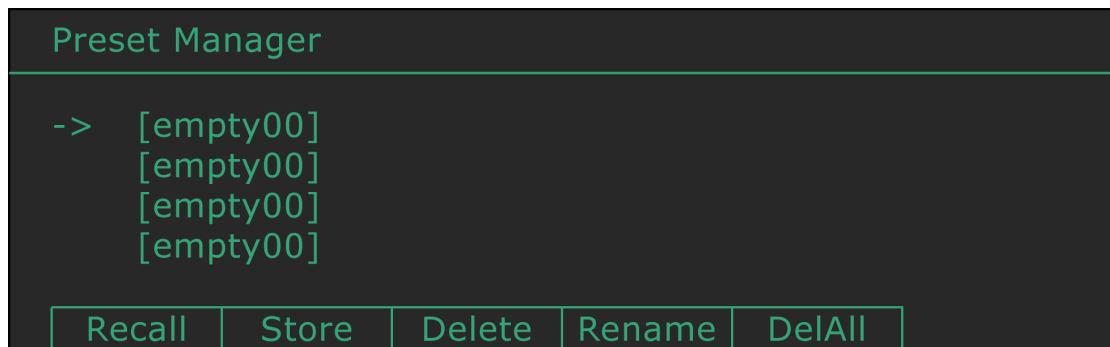 Preset Manager
-> [empty00]
[empty00]
[empty00]
[empty00]
Recall Store Delete Rename DelAll